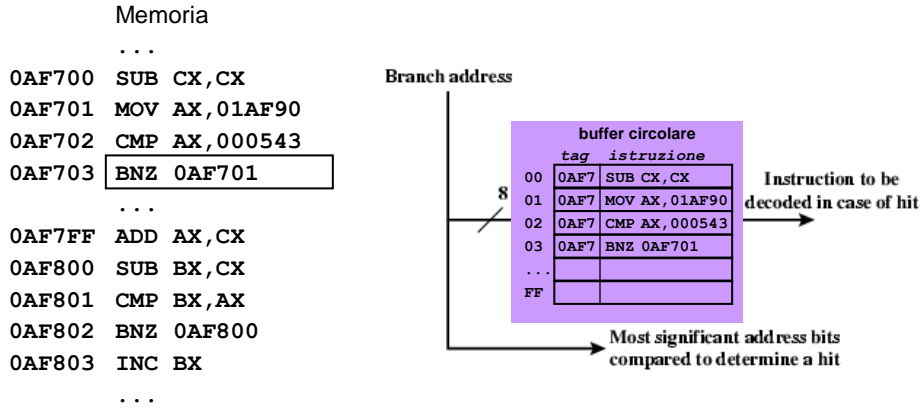 Memoria
...
0AF700 SUB CX,CX
0AF701 MOV AX,01AF90
0AF702 CMP AX,000543
0AF703 BNZ 0AF701
...
0AF7FF ADD AX,CX
0AF800 SUB BX,CX
0AF801 CMP BX,AX
0AF802 BNZ 0AF800
0AF803 INC BX
...
Branch address
8
buffer circolare
tag istruzione
00 0AF7 SUB CX,CX
01 0AF7 MOV AX,01AF90
02 0AF7 CMP AX,000543
03 0AF7 BNZ 0AF701
...
FF
Instruction to be
decoded in case of hit
Most significant address bits
compared to determine a hit